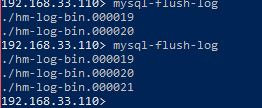 192.168.33.110> mysql-flush-log
./hm-log-bin.000019
./hm-log-bin.000020
192.168.33.110> mysql-flush-log
./hm-log-bin.000019
./hm-log-bin.000020
./hm-log-bin.000021
192.168.33.110>